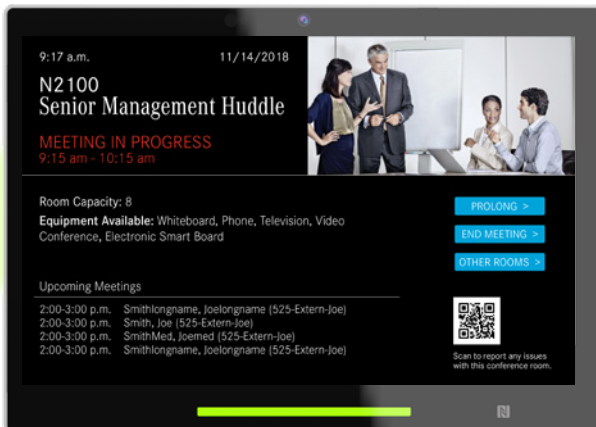 9:17 a.m. 11/14/2018
N2100
Senior Management Huddle
MEETING IN PROGRESS
9:15 am - 10:15 am
Room Capacity: 8
Equipment Available: Whiteboard, Phone, Television, Video
Conference, Electronic Smart Board
PROLONG >
END MEETING >
OTHER ROOMS >
Upcoming Meetings
2:00-3:00 p.m. Smithlongname, Joelongname (525-Extern-Joe)
2:00-3:00 p.m. Smith, Joe (525-Extern-Joe)
2:00-3:00 p.m. SmithMed, Joemed (525-Extern-Joe)
2:00-3:00 p.m. Smithlongname, Joelongname (525-Extern-Joe)
Scan to report any issues
with this conference room.